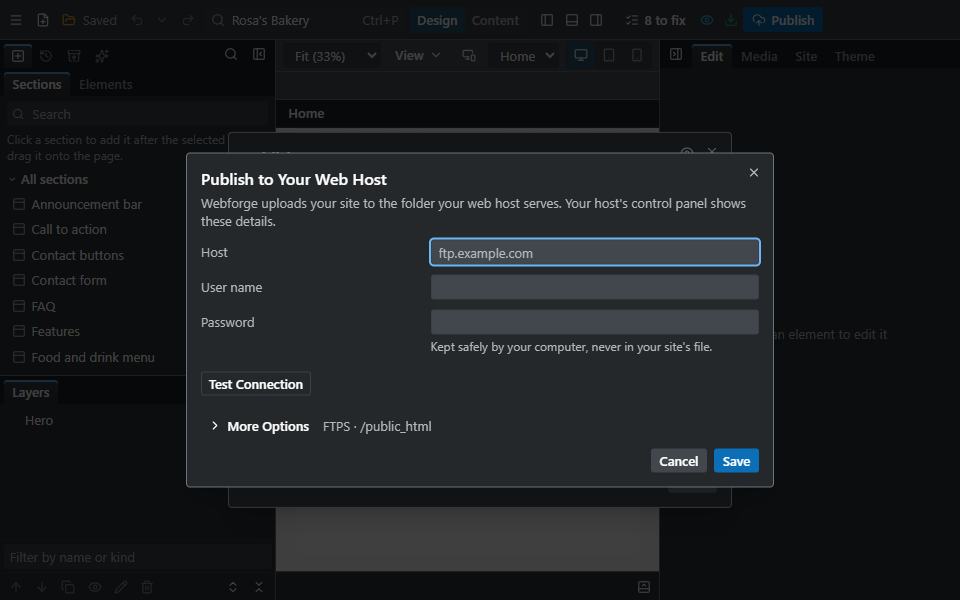 Saved
Rosa's Bakery
Ctrl+P
Design
Content
8 to fix
Publish
Fit (33%)
View
Home
Edit
Media
Site
Theme
Sections
Elements
Search
Click a section to add it after the selected
drag it onto the page.
All sections
Announcement bar
Call to action
Contact buttons
Contact form
FAQ
Features
Food and drink menu
Layers
Hero
Filter by name or kind
Home
an element to edit it
Publish to Your Web Host
Webforge uploads your site to the folder your web host serves. Your host's control panel shows
these details.
Host
ftp.example.com
User name
Password
Kept safely by your computer, never in your site's file.
Test Connection
More Options
FTPS · /public_html
Cancel
Save